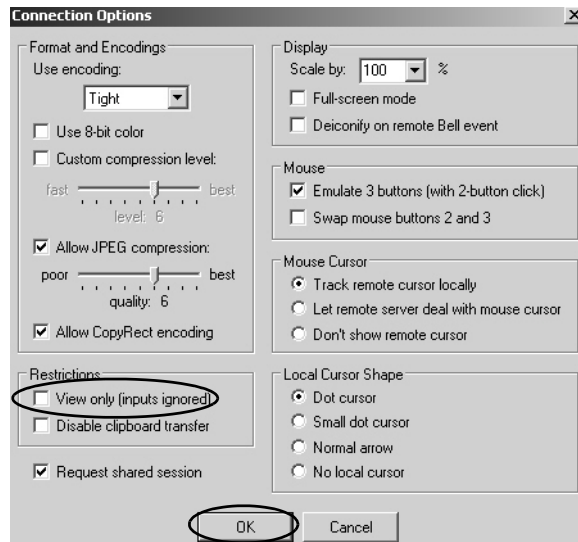 Connection Options
Format and Encodings
Use encoding:
Tight
Use 8-bit color
Custom compression level:
fast best
level: 6
Allow JPEG compression:
poor best
quality: 6
Allow CopyRect encoding
Restrictions
View only (inputs ignored)
Disable clipboard transfer
Request shared session
Display
Scale by: 100 %
Full-screen mode
Deiconify on remote Bell event
Mouse
Emulate 3 buttons (with 2-button click)
Swap mouse buttons 2 and 3
Mouse Cursor
Track remote cursor locally
Let remote server deal with mouse cursor
Don't show remote cursor
Local Cursor Shape
Dot cursor
Small dot cursor
Normal arrow
No local cursor
OK Cancel